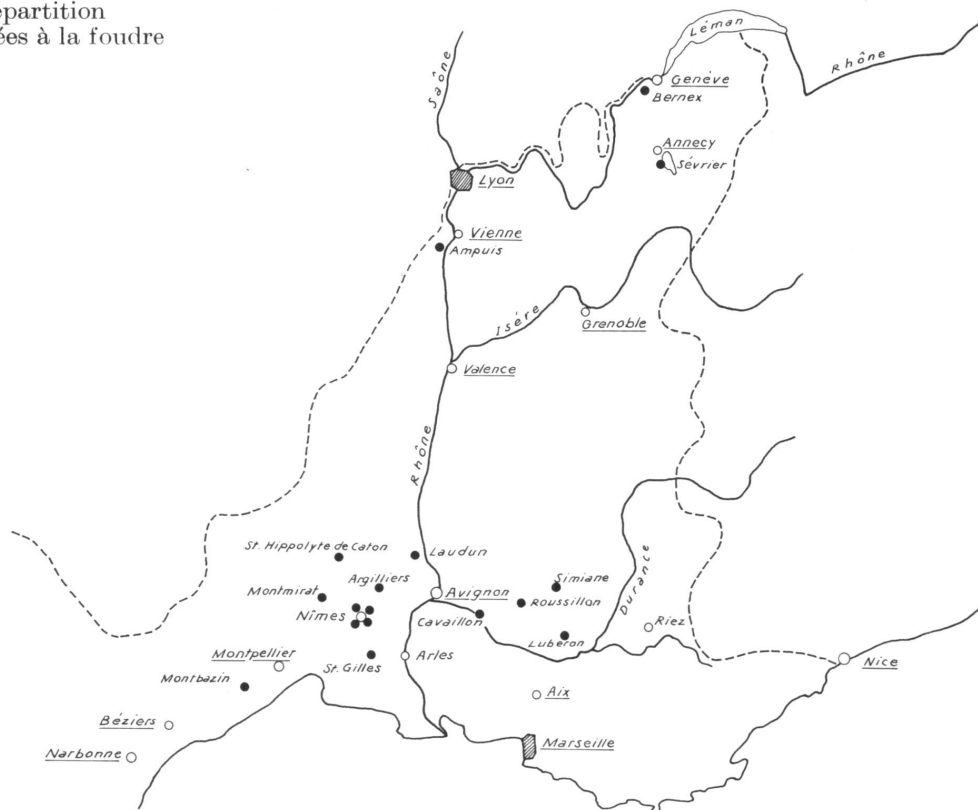 épartition
ées à la foudre
Léman
Rhône
Saône
Genève
Bernex
Annecy
Sévrier
Lyon
Vienne
Ampuis
Isére
Grenoble
Valence
Rhône
St. Hippolyte de Caton
Laudun
Argilliers
Simiane
Montmirat
Avignon
Roussillon
Durance
Nîmes
Cavaillon
Riez
Luberon
Montpellier
St. Gilles
Arles
Nice
Montbazin
Aix
Béziers
Marseille
Narbonne